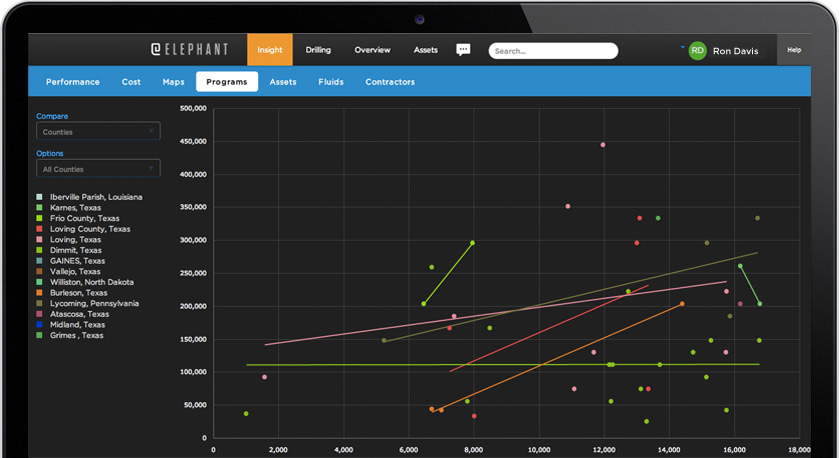 @ELEPHANT Insight Drilling Overview Assets Search... RD Ron Davis Help
Performance Cost Maps Programs Assets Fluids Contractors
Compare
Counties
Options
All Counties
Iberville Parish, Louisiana
Karnes, Texas
Frio County, Texas
Loving County, Texas
Loving, Texas
Dimmit, Texas
GAINES, Texas
Vallejo, Texas
Williston, North Dakota
Burleson, Texas
Lycoming, Pennsylvania
Atascosa, Texas
Midland, Texas
Grimes , Texas
500,000
450,000
400,000
350,000
300,000
250,000
200,000
150,000
100,000
50,000
0
0 2,000 4,000 6,000 8,000 10,000 12,000 14,000 16,000 18,000